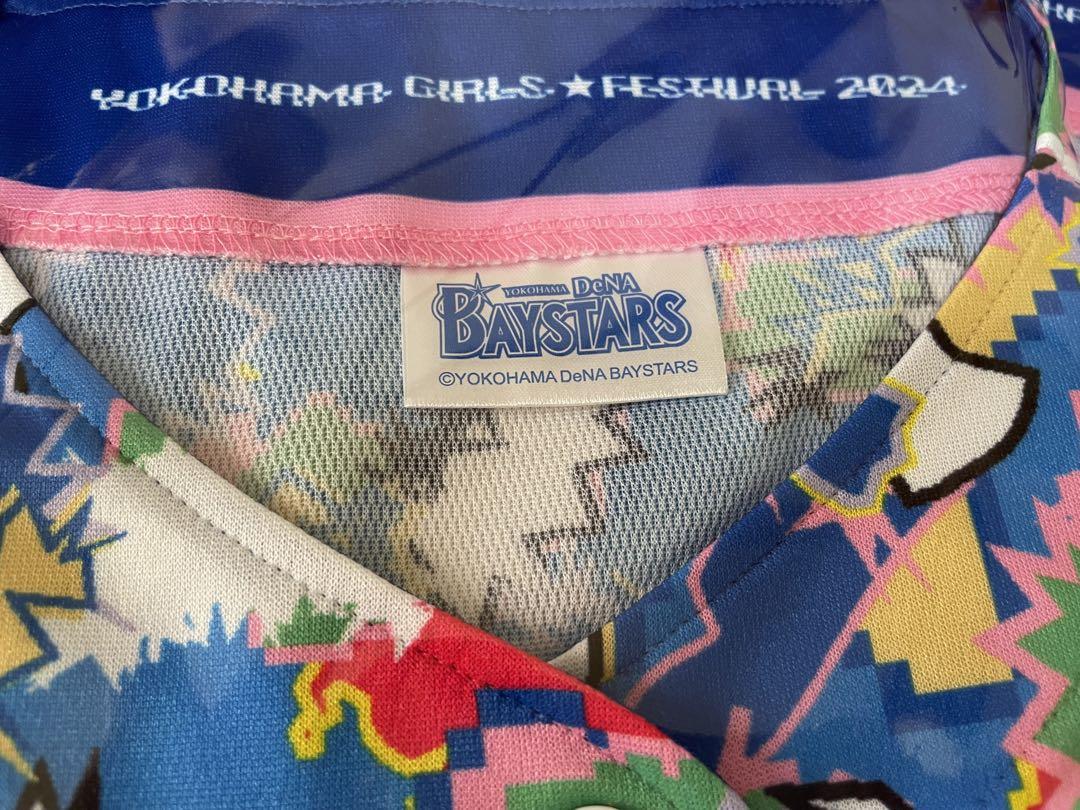 YOKOHAMA GIRLS★FESTIVAL 2024
YOKOHAMA DeNA
BAYSTARS
©YOKOHAMA DeNA BAYSTARS